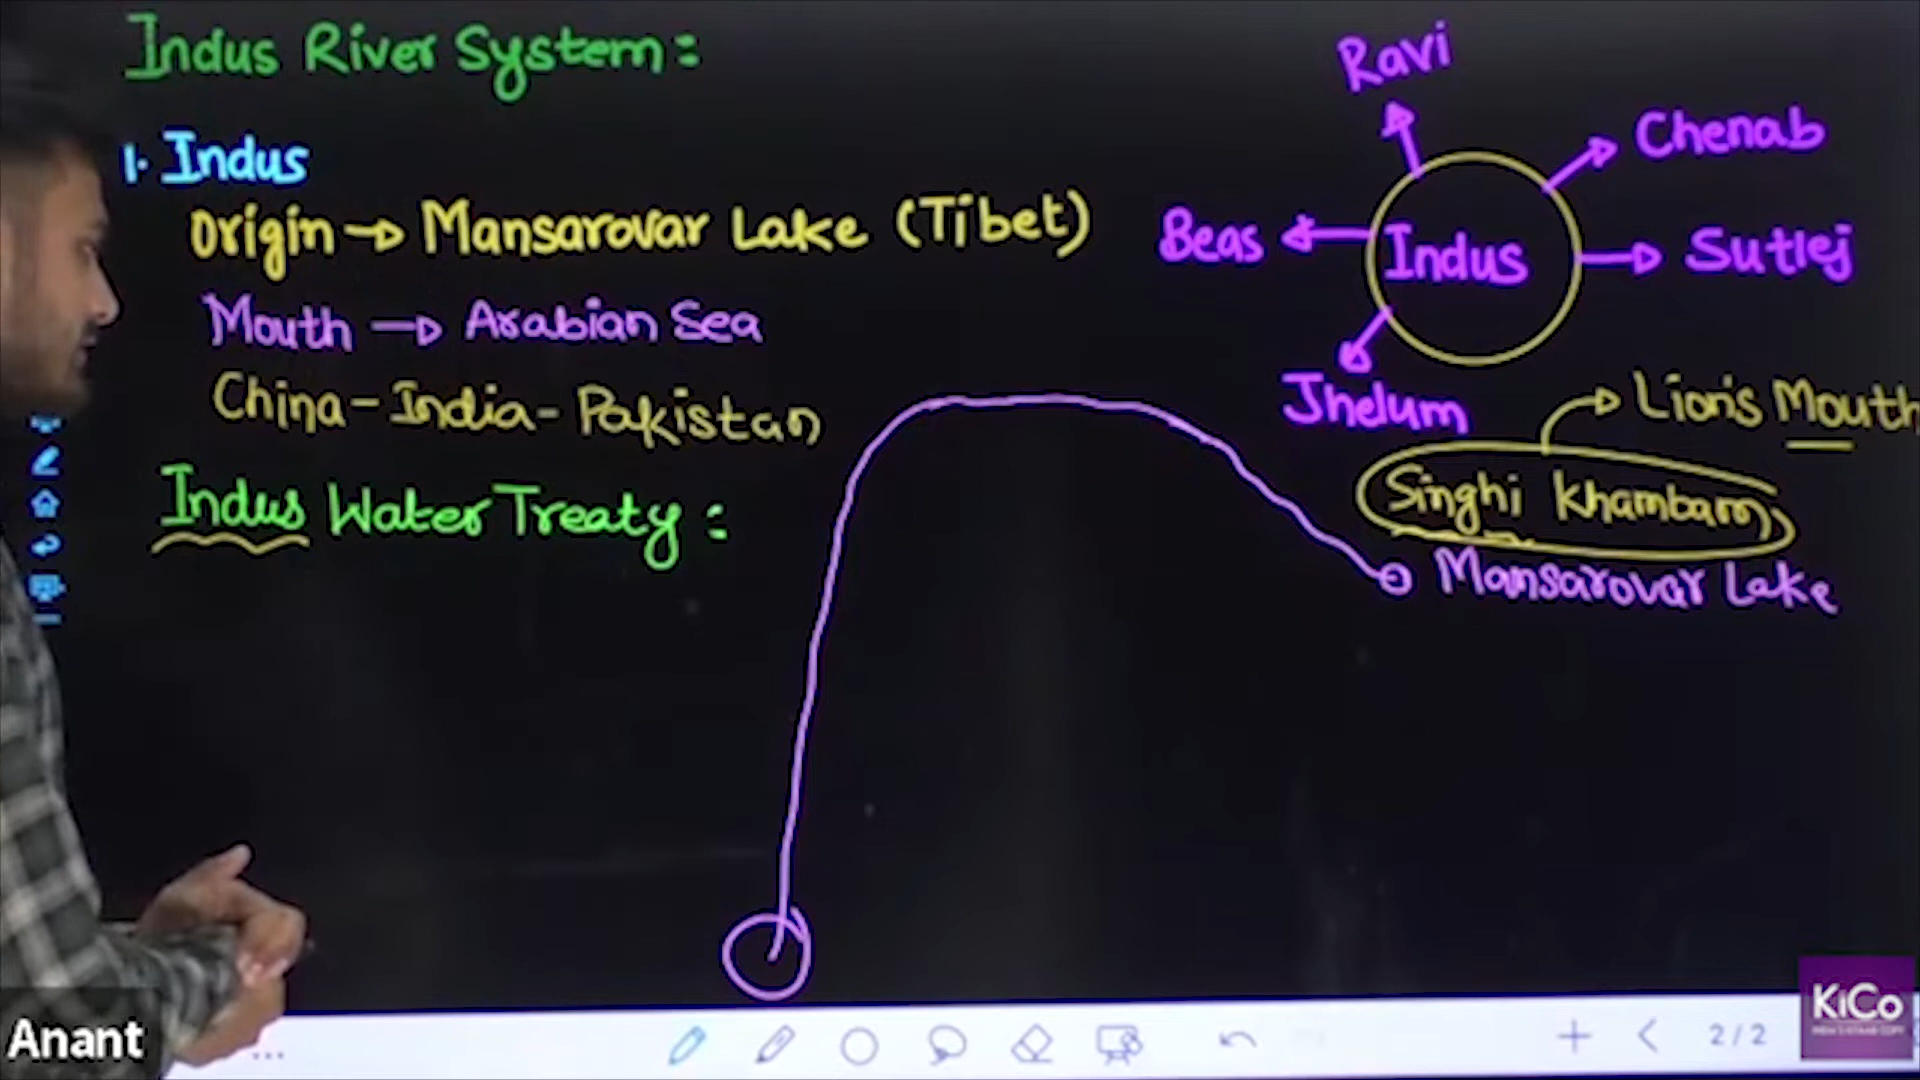 Indus River System:
1. Indus
Origin → Mansarovar Lake (Tibet)
Mouth → Arabian Sea
China - India - Pakistan
Indus Water Treaty:
Ravi
Chenab
Beas
Indus
Sutlej
Jhelum
Lion's Mouth
Singhi Khamban
Mansarovar Lake
Anant
2/2
KiCo